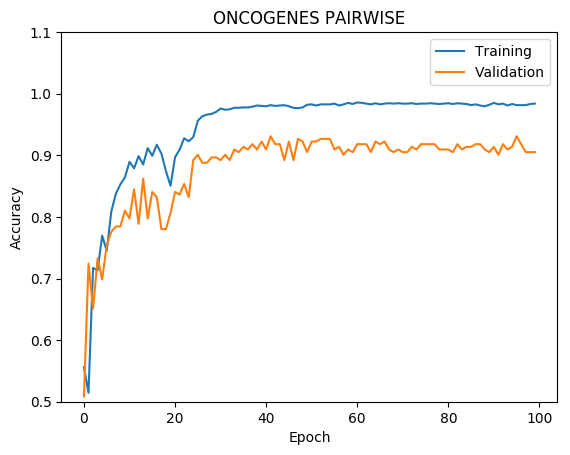 ONCOGENES PAIRWISE
1.1
1.0
0.9
0.8
0.7
0.6
0.5
Accuracy
Training
Validation
0 20 40 60 80 100
Epoch